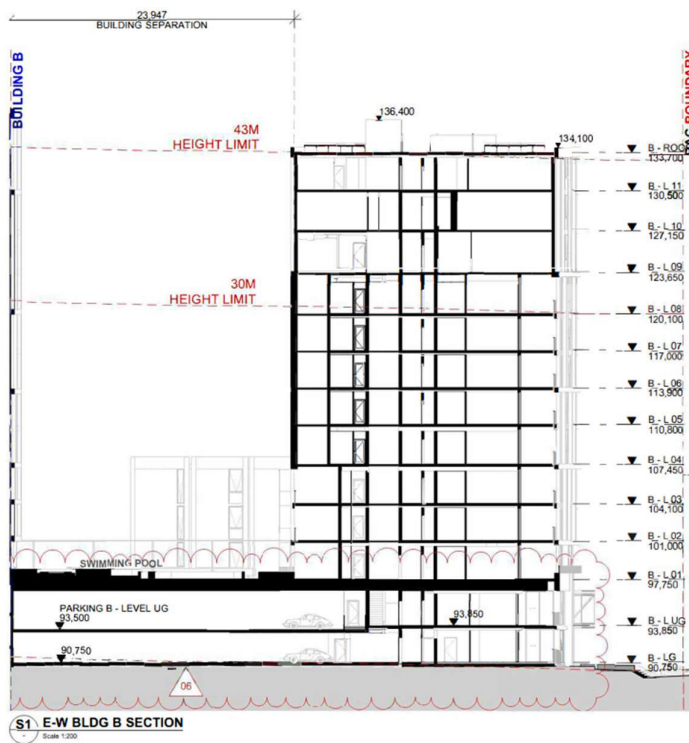 23,947
BUILDING SEPARATION
BUILDING B
BOUNDARY
136,400
43M
HEIGHT LIMIT
134,100
B - ROO
133,700
B - L 11
130,500
B - L 10
127,150
B - L 09
123,650
30M
HEIGHT LIMIT
B - L 08
120,100
B - L 07
117,000
B - L 06
113,900
B - L 05
110,800
B - L 04
107,450
B - L 03
104,100
B - L 02
101,000
SWIMMING POOL
B - L 01
97,750
PARKING B - LEVEL UG
93,500
93,850
B - LUG
93,850
90,750
B - LG
90,750
06
S1 E-W BLDG B SECTION
Scale 1:200